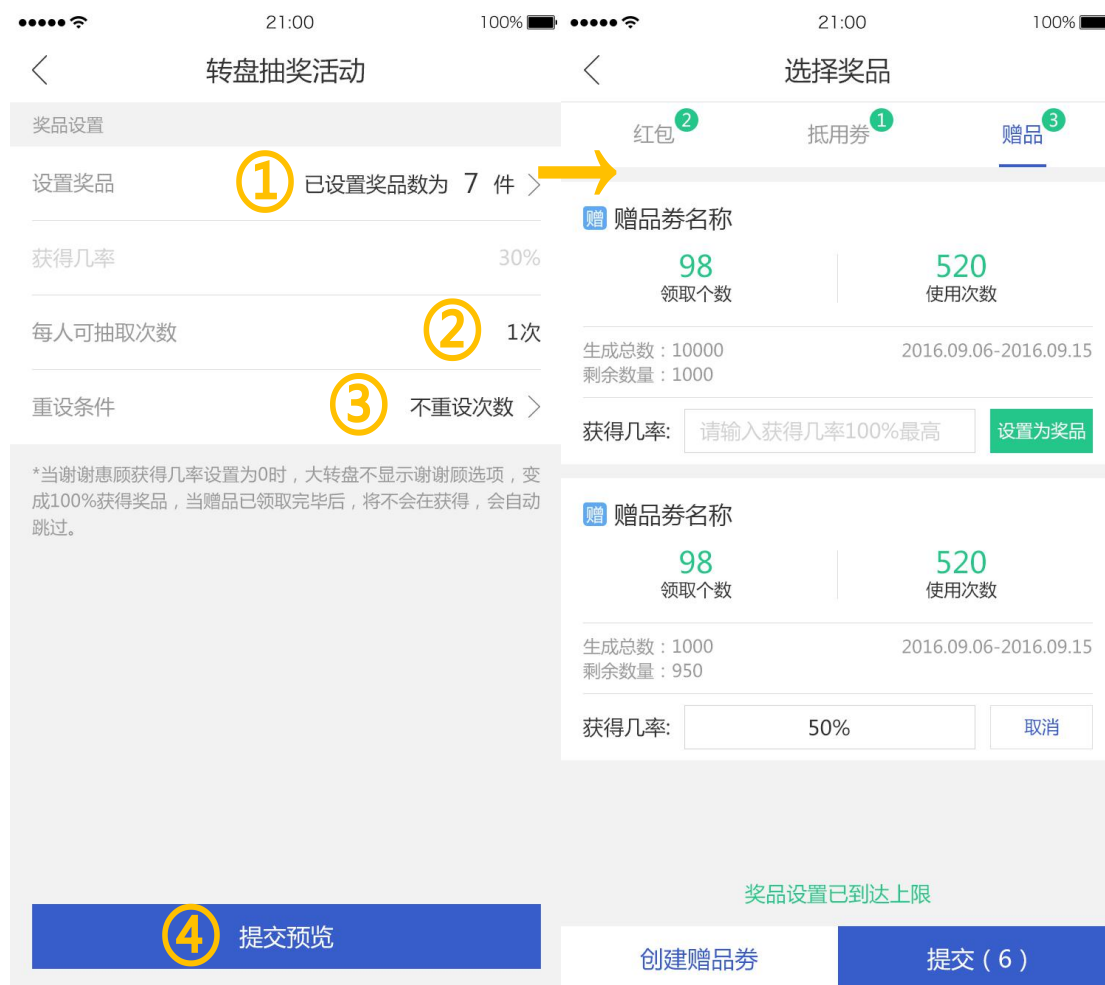 21:00
100%
转盘抽奖活动
奖品设置
设置奖品
①
已设置奖品数为 7 件
获得几率
30%
每人可抽取次数
②
1次
重设条件
③
不重设次数
*当谢谢惠顾获得几率设置为0时，大转盘不显示谢谢顾选项，变
成100%获得奖品，当赠品已领取完毕后，将不会在获得，会自动
跳过。
④
提交预览
21:00
100%
选择奖品
红包
2
抵用劵
1
赠品
3
赠
赠品劵名称
98
领取个数
520
使用次数
生成总数：10000
2016.09.06-2016.09.15
剩余数量：1000
获得几率:
请输入获得几率100%最高
设置为奖品
赠
赠品劵名称
98
领取个数
520
使用次数
生成总数：1000
2016.09.06-2016.09.15
剩余数量：950
获得几率:
50%
取消
奖品设置已到达上限
创建赠品劵
提交（6）